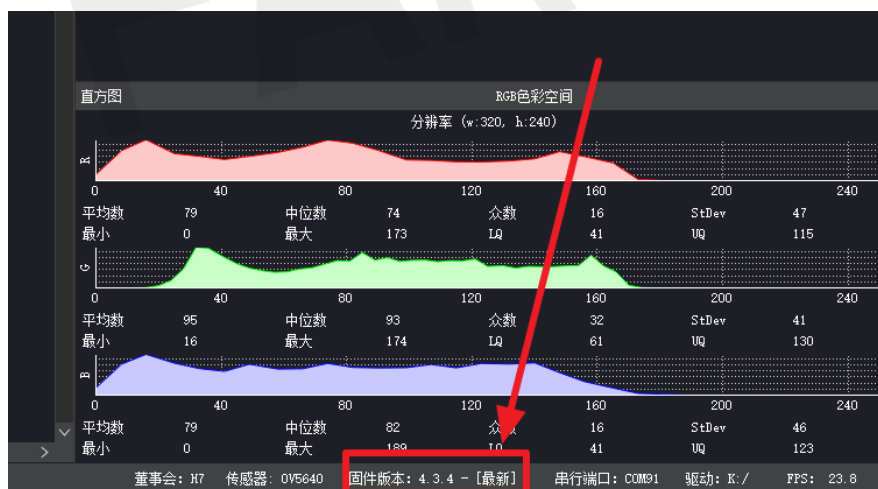 直方图 RGB色彩空间
分辨率 (w:320, h:240)
R
0 40 80 120 160 200 240
平均数 79 中位数 74 众数 16 StDev 47
最小 0 最大 173 LQ 41 UQ 115
G
0 40 80 120 160 200 240
平均数 95 中位数 93 众数 32 StDev 41
最小 16 最大 174 LQ 61 UQ 130
B
0 40 80 120 160 200 240
平均数 79 中位数 82 众数 16 StDev 46
最小 0 最大 189 LQ 41 UQ 123
董事会: H7 传感器: OV5640 固件版本: 4.3.4 - [最新] 串行端口: COM91 驱动: K:/ FPS: 23.8